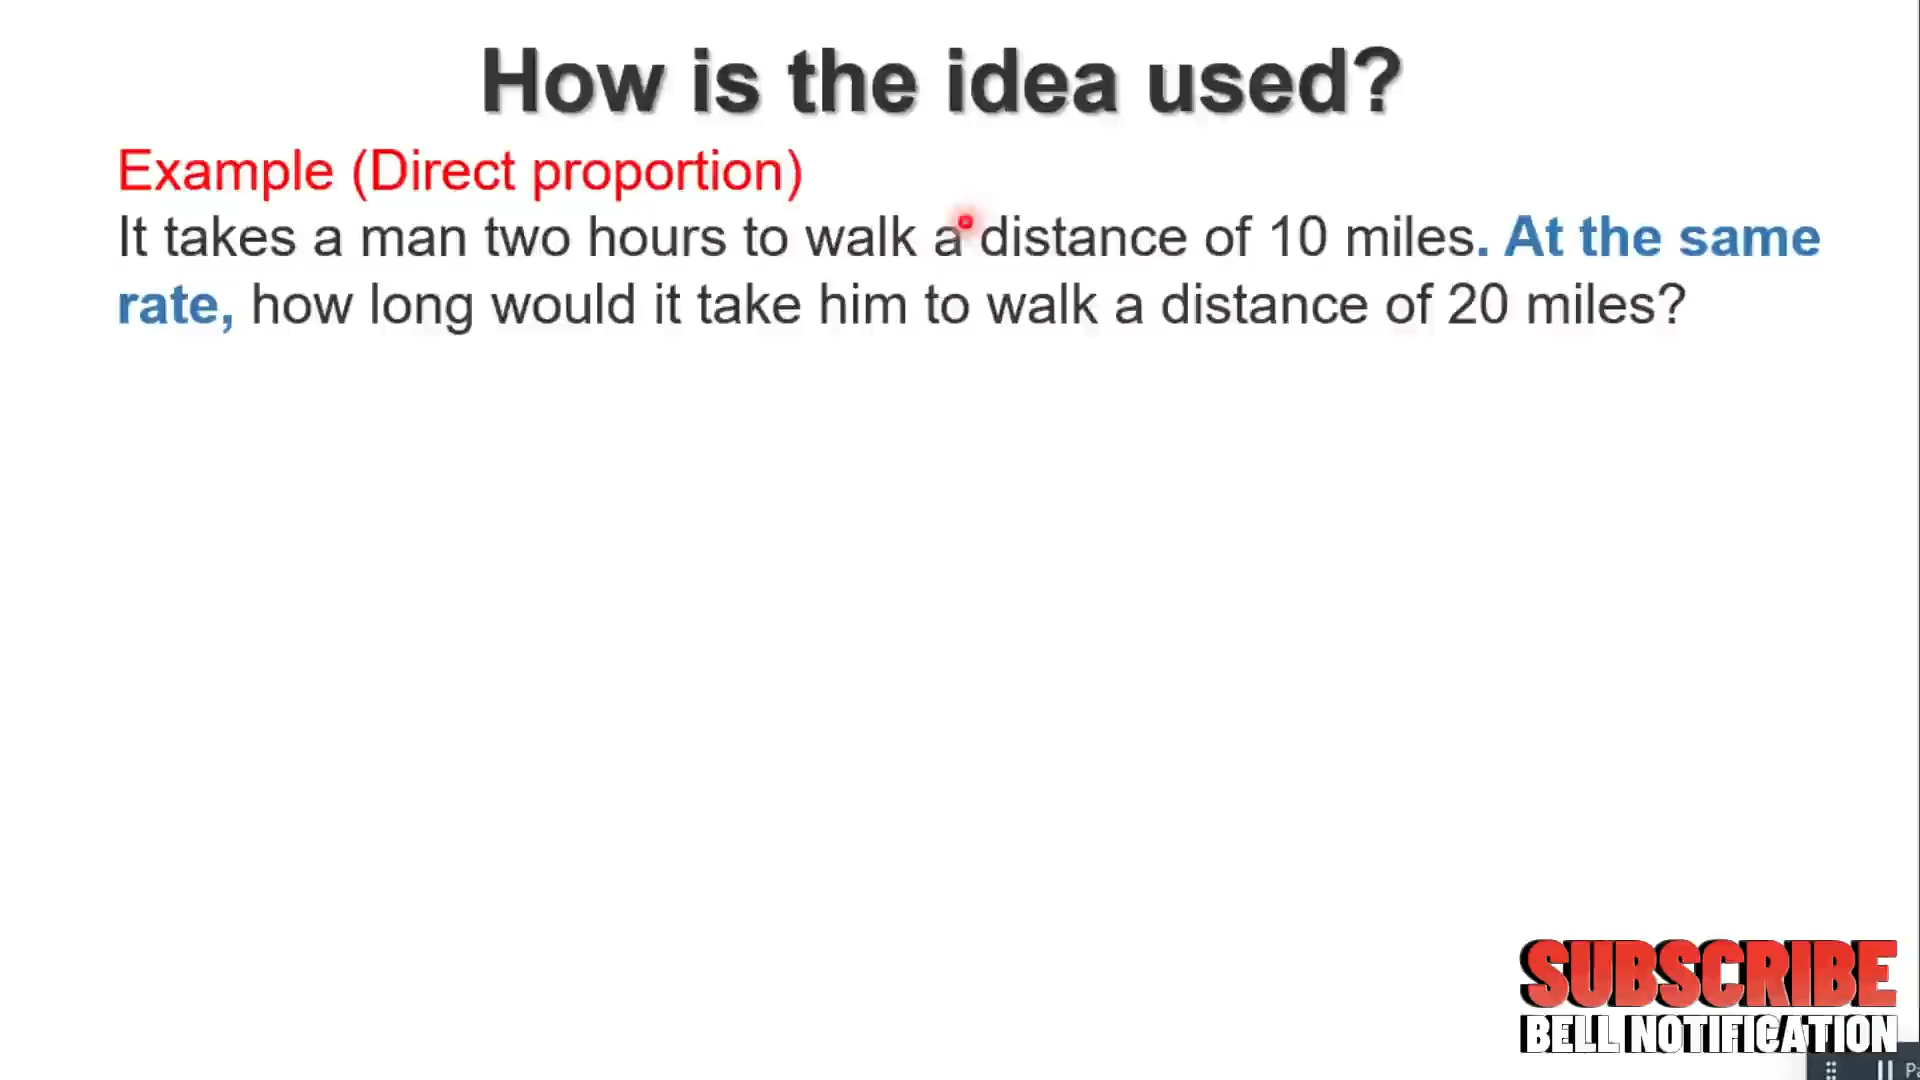 How is the idea used?
Example (Direct proportion)
It takes a man two hours to walk a distance of 10 miles. At the same
rate, how long would it take him to walk a distance of 20 miles?
SUBSCRIBE
BELL NOTIFICATION